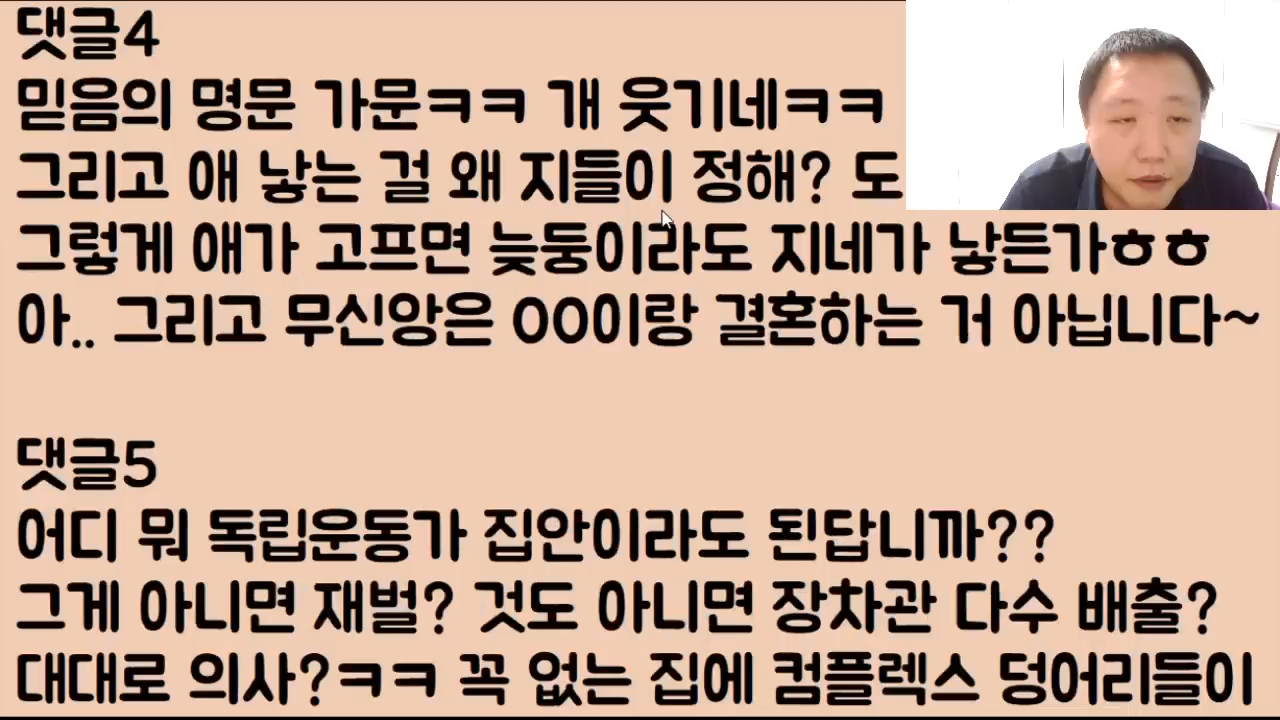 댓글4
믿음의 명문 가문ㅋㅋ 개 웃기네ㅋㅋ
그리고 애 낳는 걸 왜 지들이 정해? 도
그렇게 애가 고프면 늦둥이라도 지네가 낳든가ㅎㅎ
아.. 그리고 무신앙은 OO이랑 결혼하는 거 아닙니다~
댓글5
어디 뭐 독립운동가 집안이라도 된답니까??
그게 아니면 재벌? 것도 아니면 장차관 다수 배출?
대대로 의사?ㅋㅋ 꼭 없는 집에 컴플렉스 덩어리들이